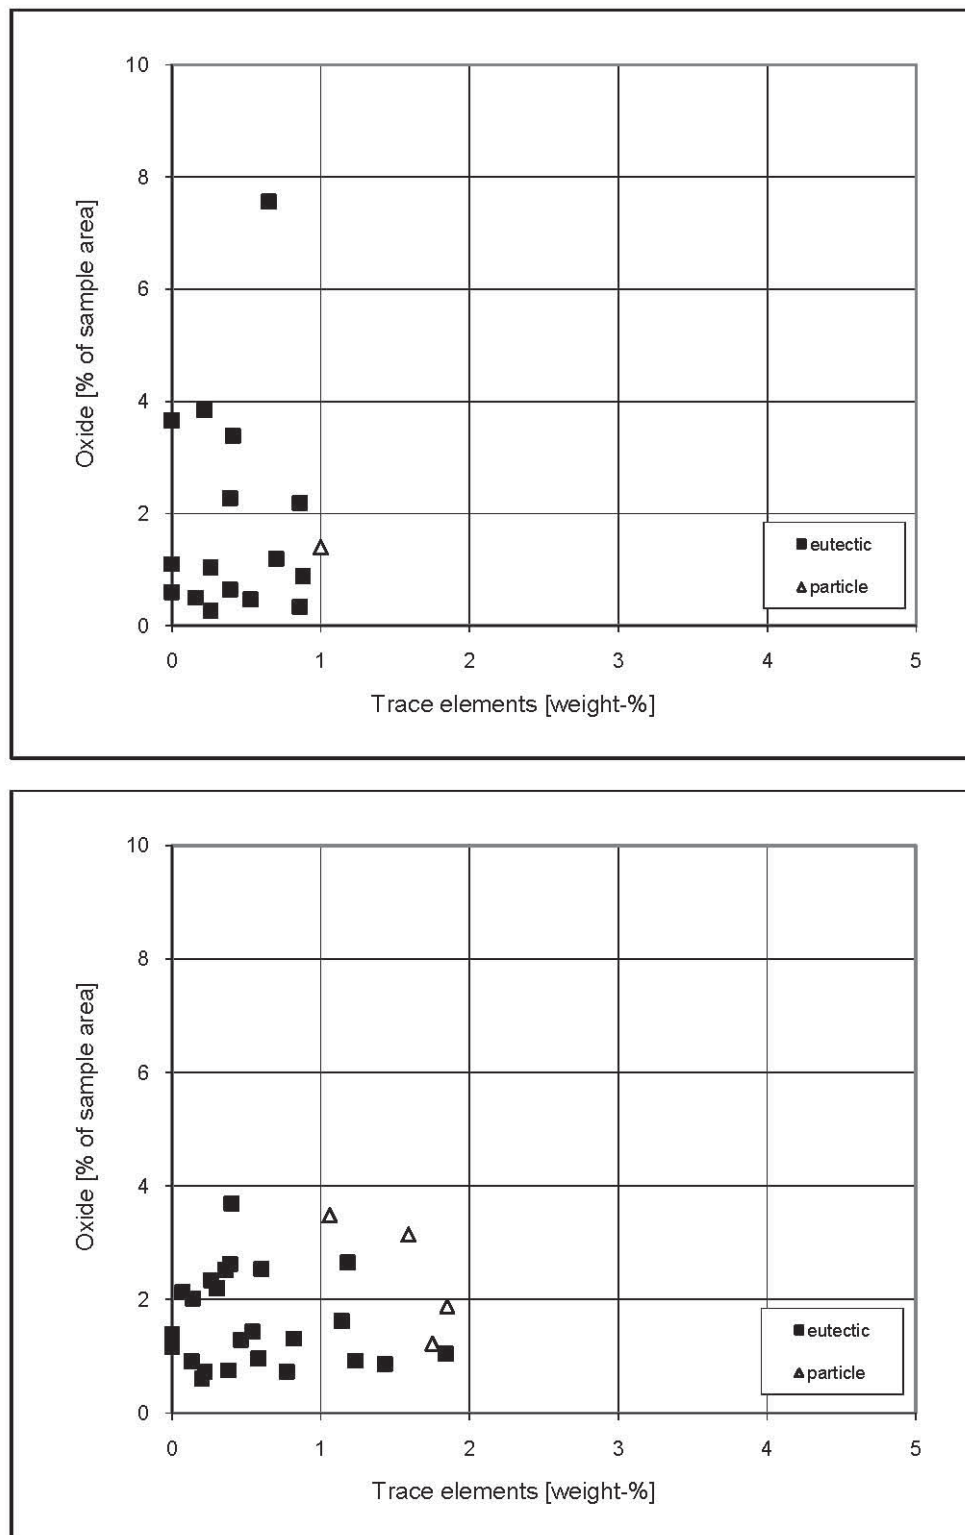 10
8
6
4
2
0
Oxide [% of sample area]
eutectic
particle
0 1 2 3 4 5
Trace elements [weight-%]
10
8
6
4
2
0
Oxide [% of sample area]
eutectic
particle
0 1 2 3 4 5
Trace elements [weight-%]